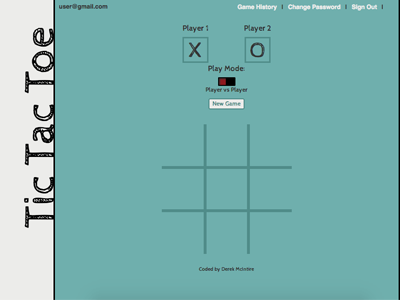 user@gmail.com
Game History | Change Password | Sign Out |
Tic Tac Toe
Player 1
Player 2
X
O
Play Mode:
Player vs Player
New Game
Coded by Derek McIntire